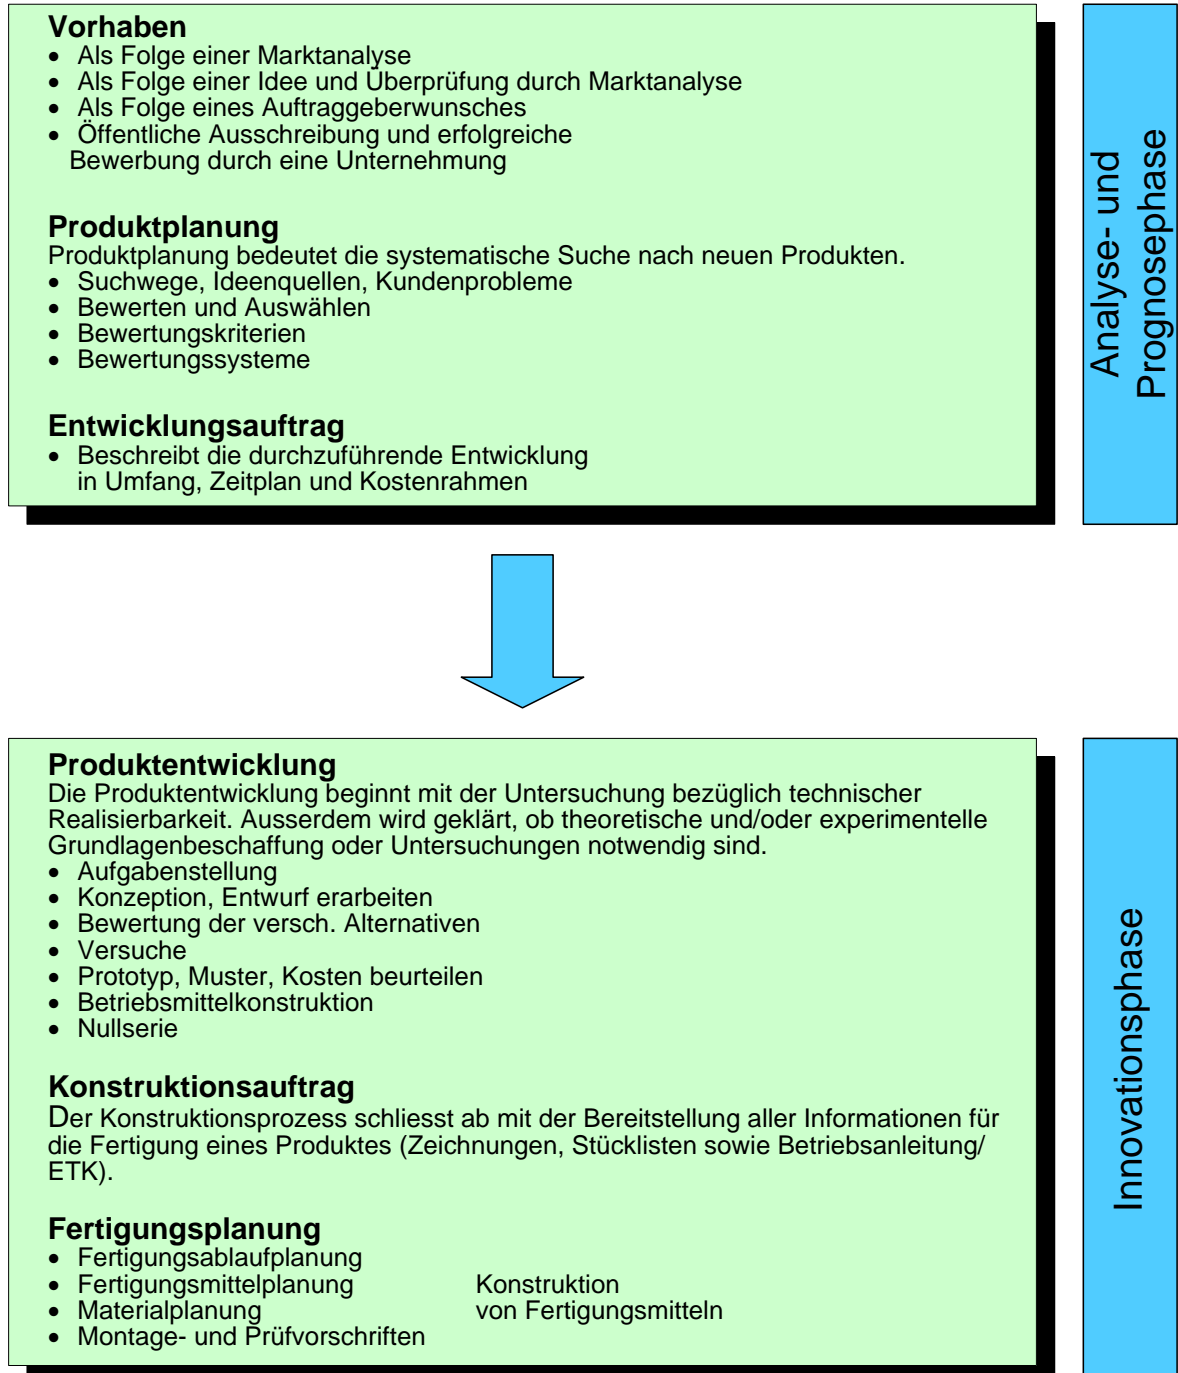 Vorhaben
• Als Folge einer Marktanalyse
• Als Folge einer Idee und Überprüfung durch Marktanalyse
• Als Folge eines Auftraggeberwunsches
• Öffentliche Ausschreibung und erfolgreiche
Bewerbung durch eine Unternehmung
Produktplanung
Produktplanung bedeutet die systematische Suche nach neuen Produkten.
• Suchwege, Ideenquellen, Kundenprobleme
• Bewerten und Auswählen
• Bewertungskriterien
• Bewertungssysteme
Entwicklungsauftrag
• Beschreibt die durchzuführende Entwicklung
in Umfang, Zeitplan und Kostenrahmen
Analyse- und
Prognosephase
Produktentwicklung
Die Produktentwicklung beginnt mit der Untersuchung bezüglich technischer
Realisierbarkeit. Ausserdem wird geklärt, ob theoretische und/oder experimentelle
Grundlagenbeschaffung oder Untersuchungen notwendig sind.
• Aufgabenstellung
• Konzeption, Entwurf erarbeiten
• Bewertung der versch. Alternativen
• Versuche
• Prototyp, Muster, Kosten beurteilen
• Betriebsmittelkonstruktion
• Nullserie
Konstruktionsauftrag
Der Konstruktionsprozess schliesst ab mit der Bereitstellung aller Informationen für
die Fertigung eines Produktes (Zeichnungen, Stücklisten sowie Betriebsanleitung/
ETK).
Fertigungsplanung
• Fertigungsablaufplanung
• Fertigungsmittelplanung Konstruktion
• Materialplanung von Fertigungsmitteln
• Montage- und Prüfvorschriften
Innovationsphase